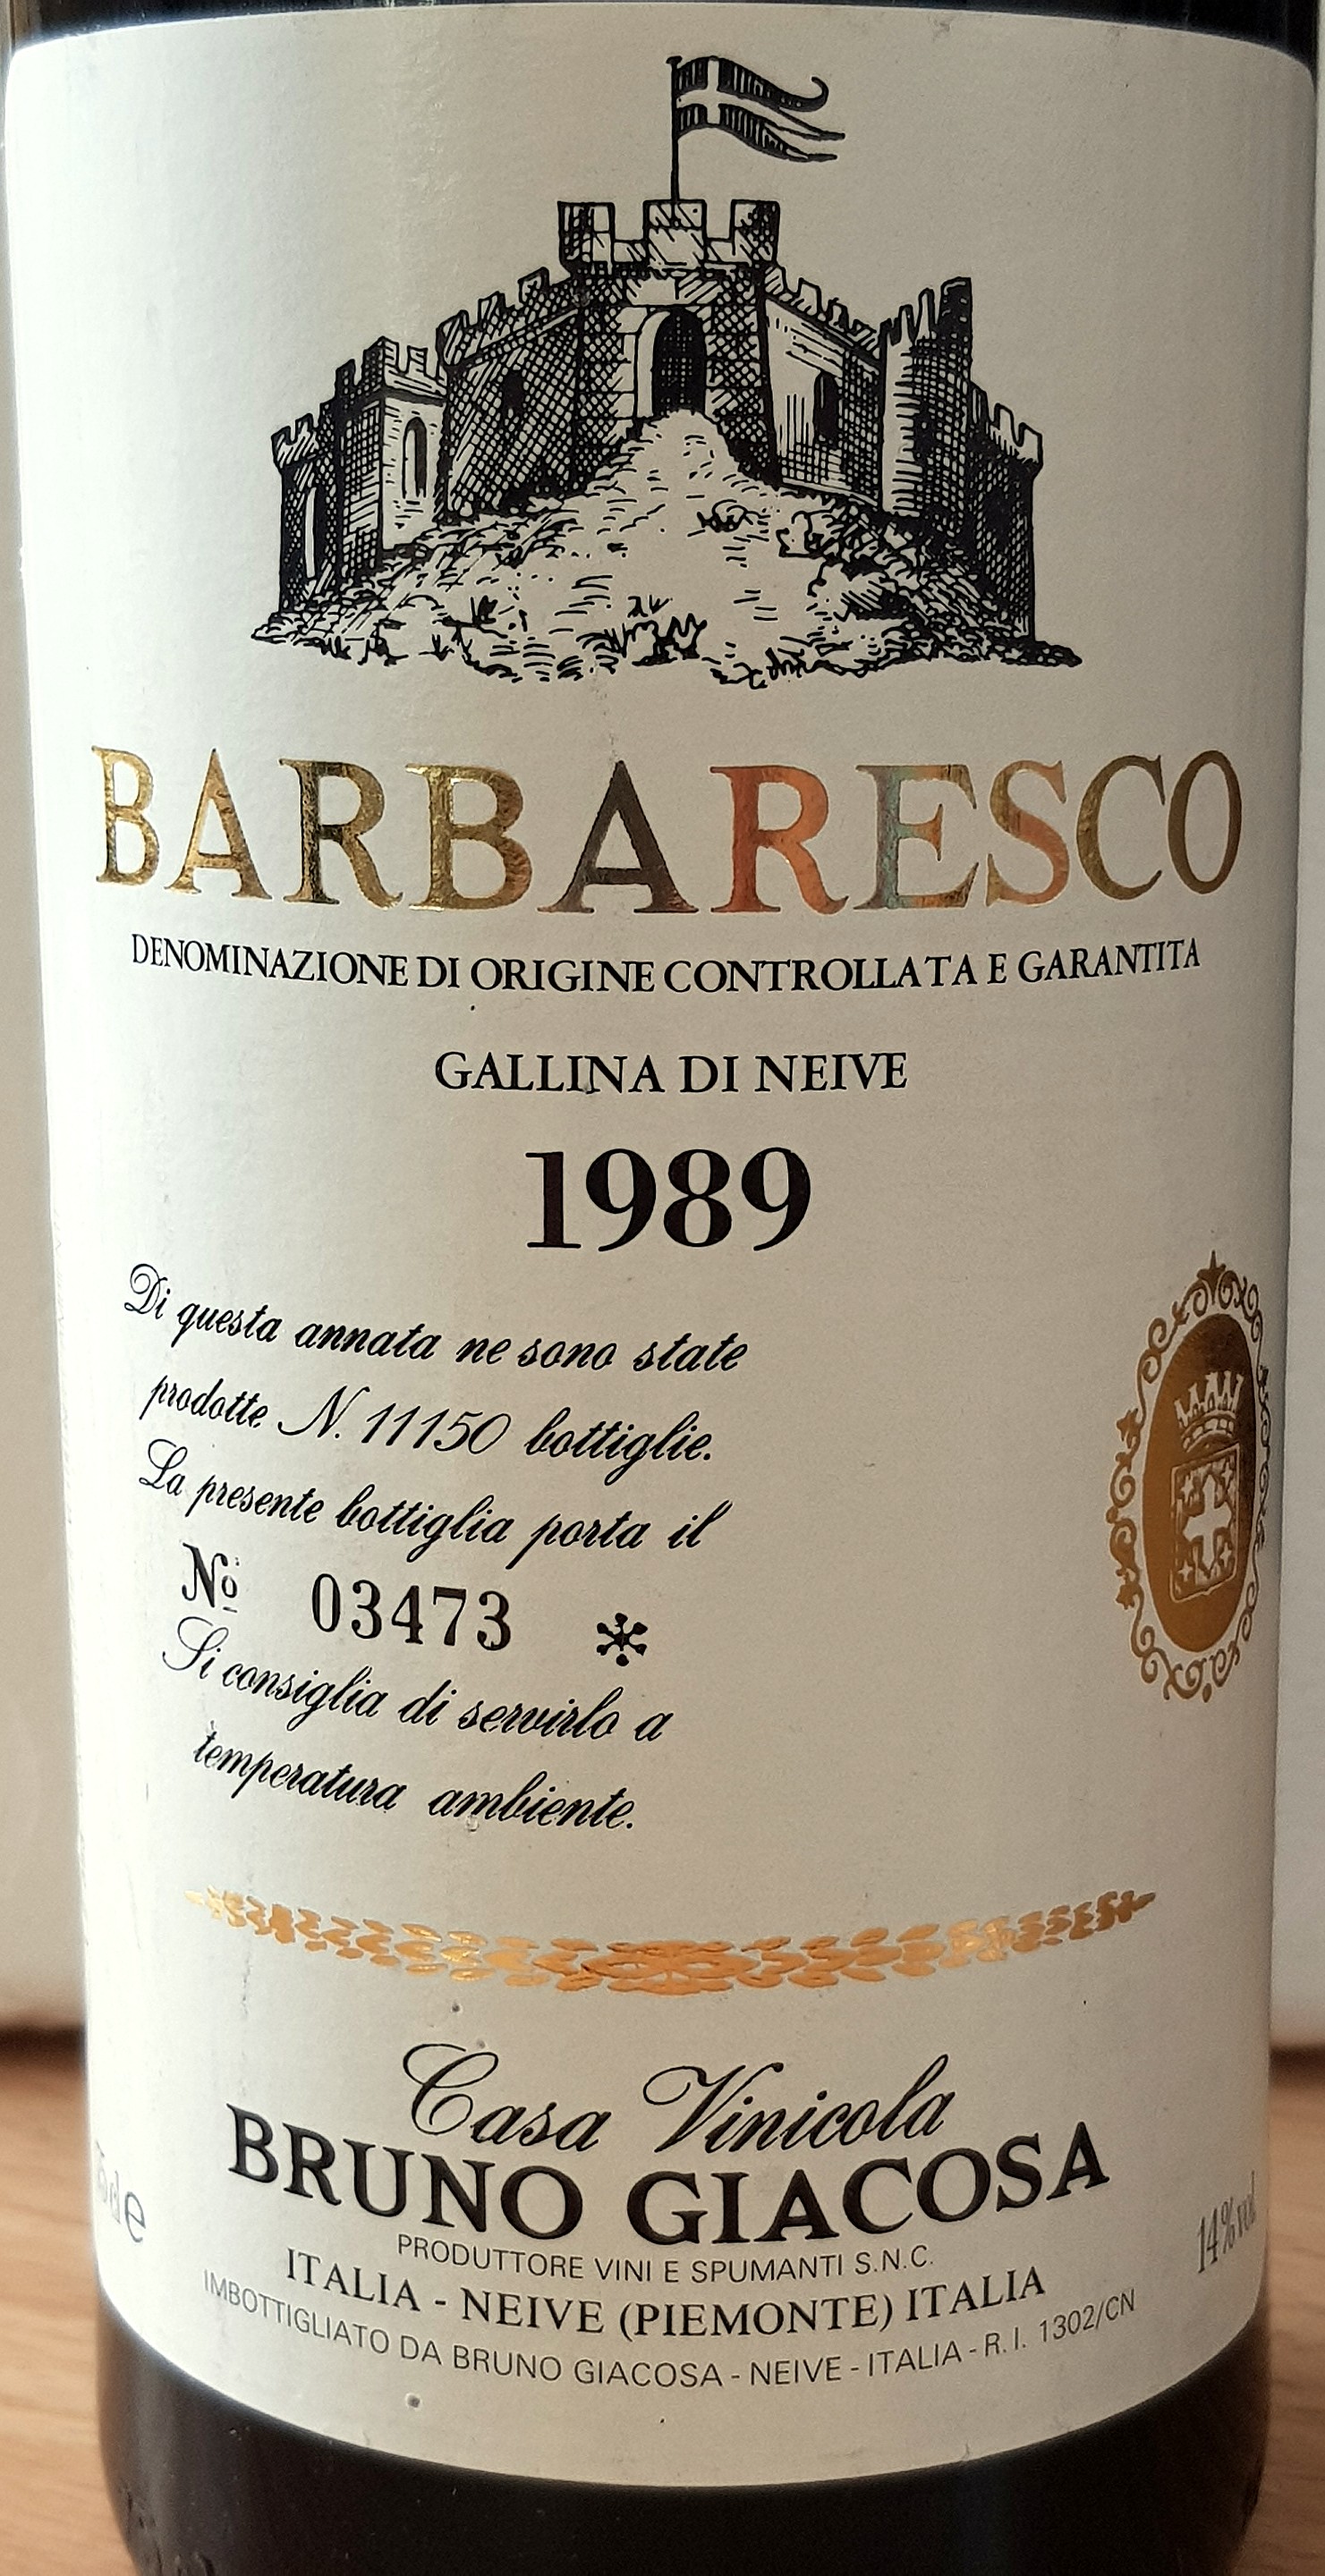 BARBARESCO
DENOMINAZIONE DI ORIGINE CONTROLLATA E GARANTITA
GALLINA DI NEIVE
1989
Di questa annata ne sono state
prodotte N. 11150 bottiglie.
La presente bottiglia porta il
Nº 03473 *
Si consiglia di servirlo a
temperatura ambiente.
Casa Vinicola
BRUNO GIACOSA
PRODUTTORE VINI E SPUMANTI S.N.C.
ITALIA - NEIVE (PIEMONTE) ITALIA
IMBOTTIGLIATO DA BRUNO GIACOSA - NEIVE - ITALIA - R.I. 1302/CN
14% vol